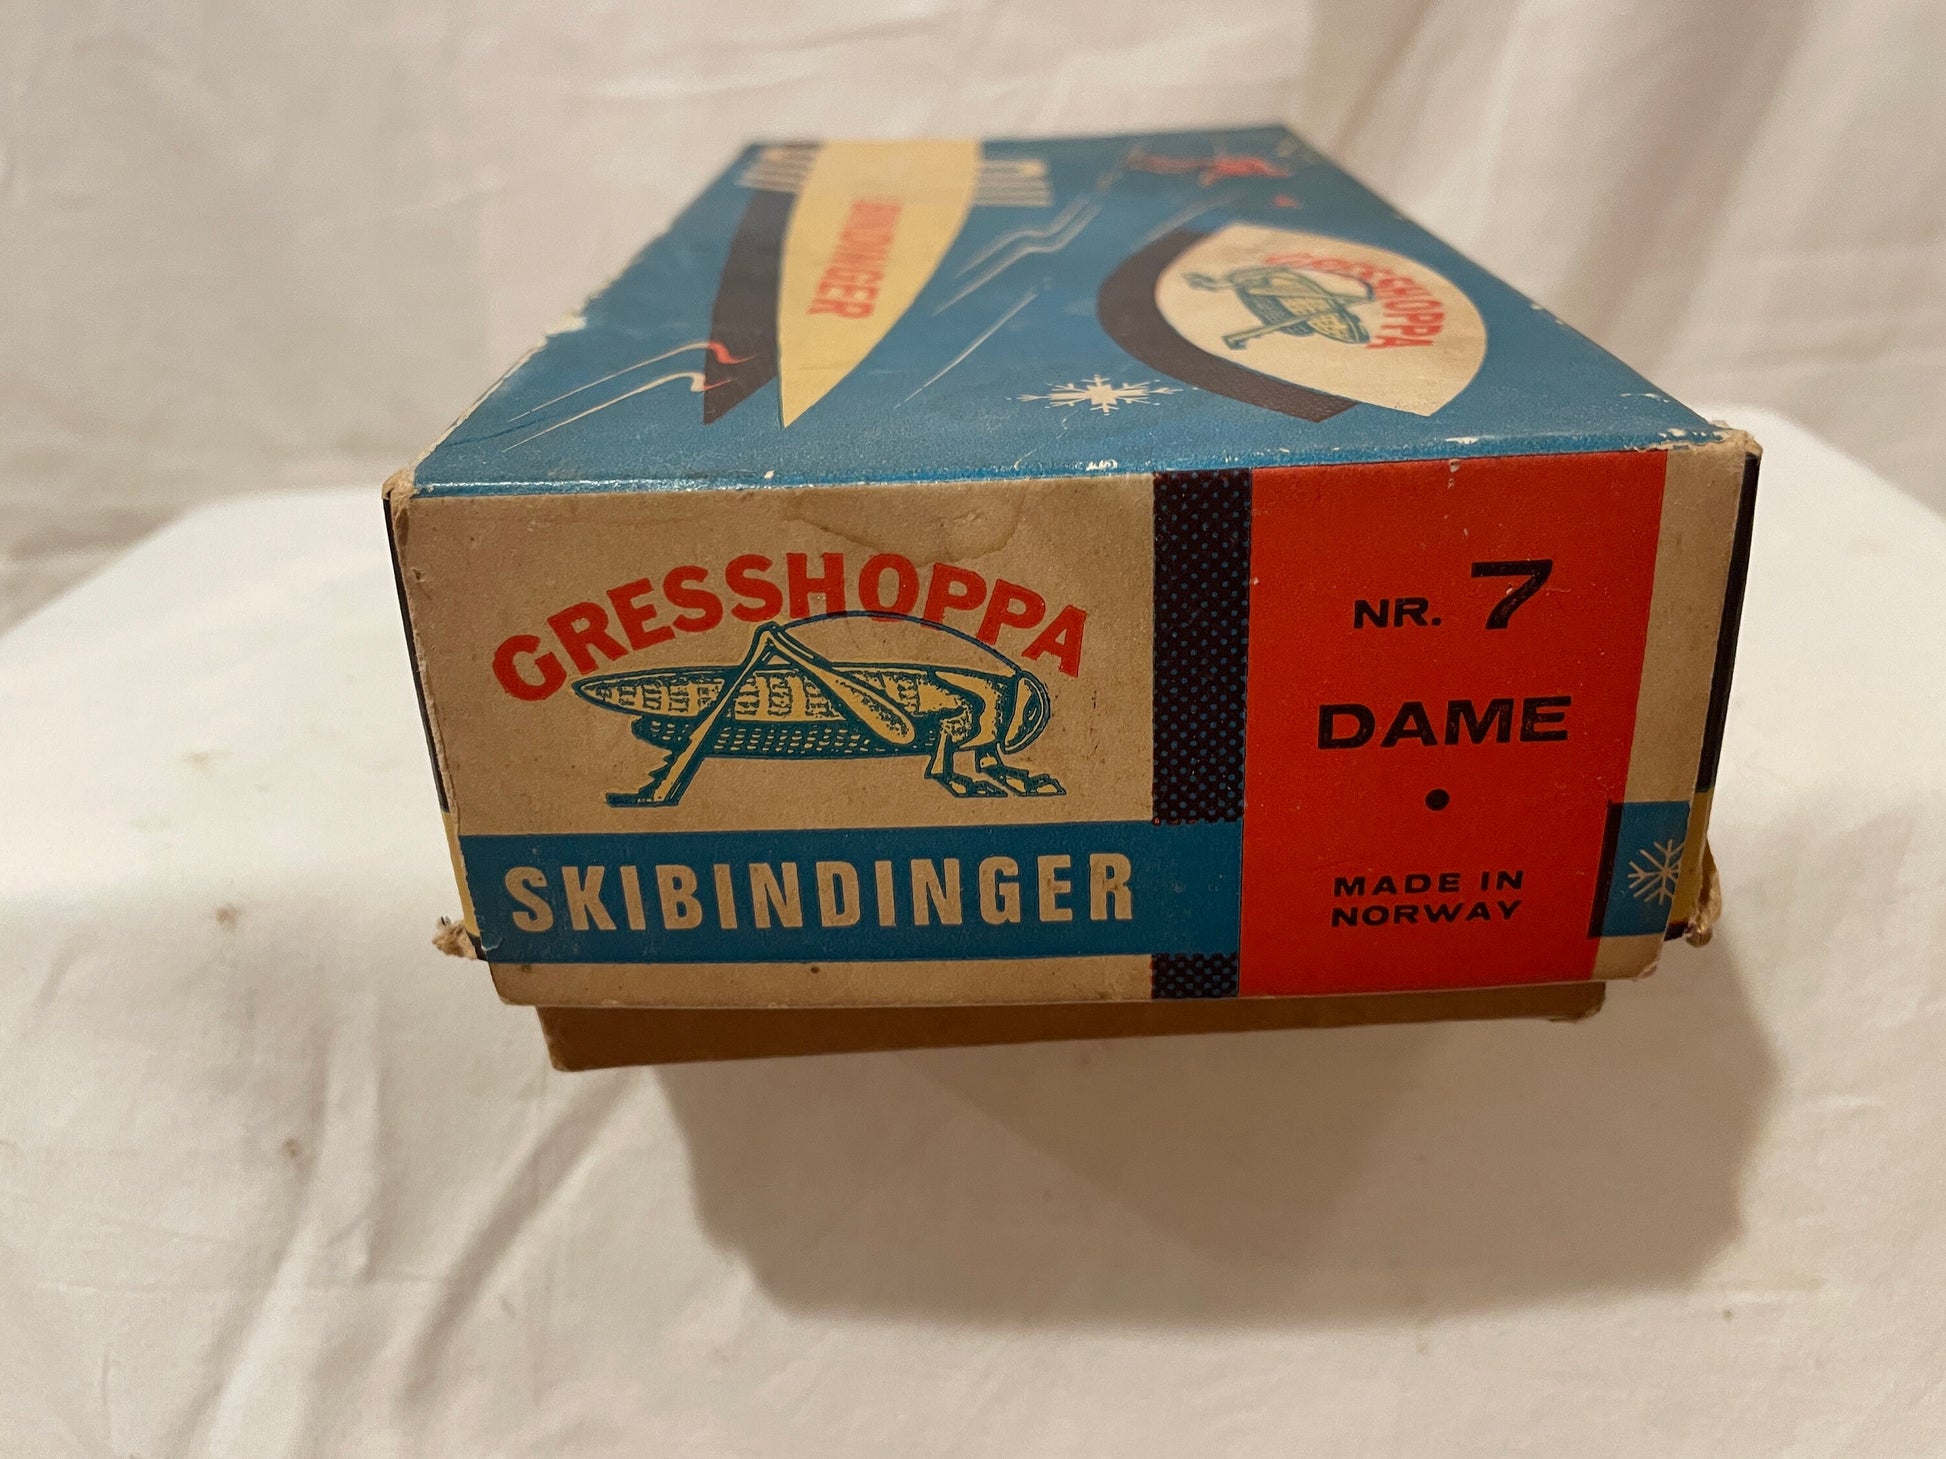 BINDINGER
GRESSHOPPA
GRESSHOPPA
SKIBINDINGER
NR. 7
DAME
•
MADE IN
NORWAY